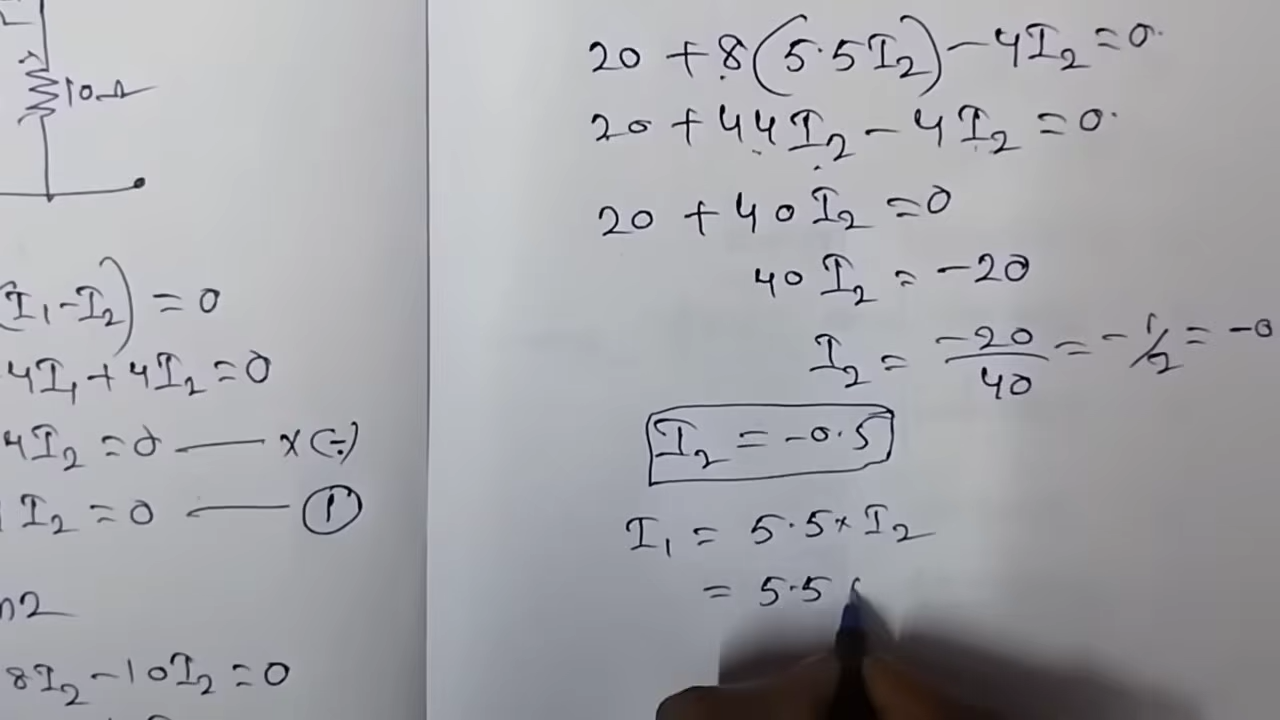 10Ω
(I₁-I₂) = 0
4I₁+4I₂=0
4I₂=0 —— ×(-)
I₂=0 —— ①
8I₂-10I₂=0
20 + 8(5.5I₂) - 4I₂ = 0.
20 + 44I₂ - 4I₂ = 0.
20 + 40I₂ = 0
40I₂ = -20
I₂ = -20/40 = -1/2 = -0
I₂ = -0.5
I₁ = 5.5×I₂
= 5.5